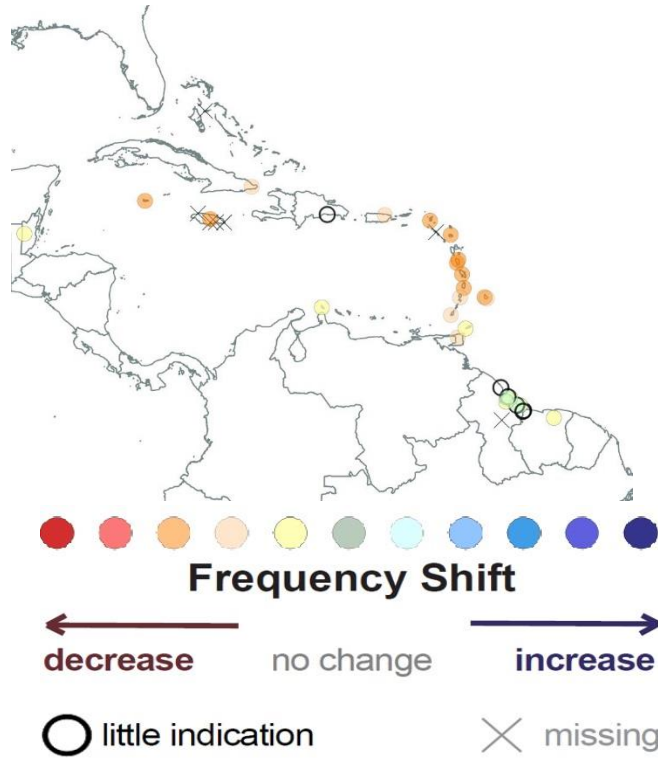 Frequency Shift
decrease no change increase
little indication missing